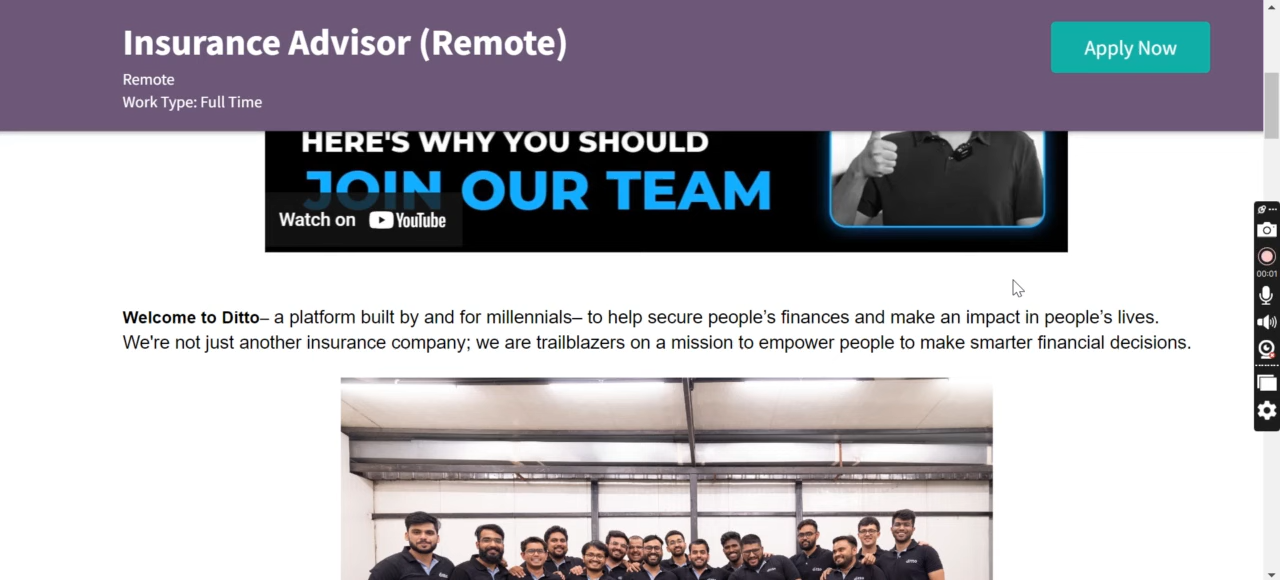 Insurance Advisor (Remote)
Apply Now
Remote
Work Type: Full Time
HERE'S WHY YOU SHOULD
JOIN OUR TEAM
Watch on YouTube
00:01
Welcome to Ditto– a platform built by and for millennials– to help secure people's finances and make an impact in people's lives.
We're not just another insurance company; we are trailblazers on a mission to empower people to make smarter financial decisions.